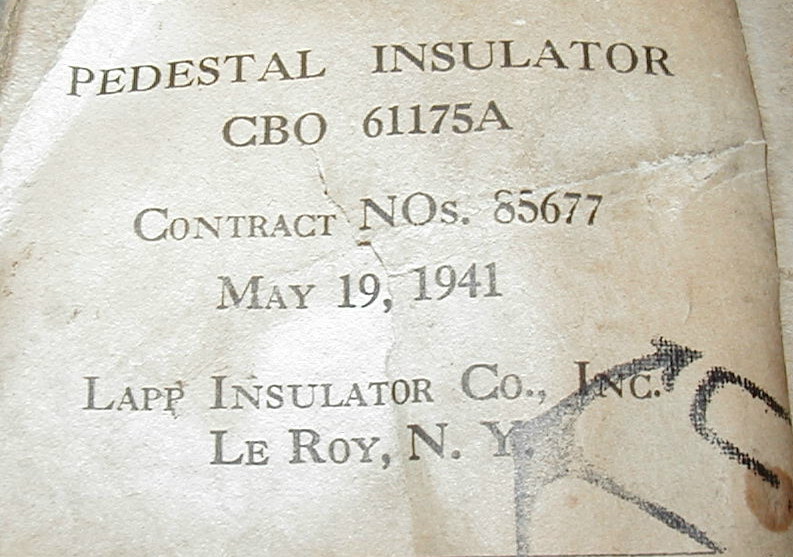 PEDESTAL INSULATOR
CBO 61175A
CONTRACT NOS. 85677
MAY 19, 1941
LAPP INSULATOR CO., INC.
LE ROY, N. Y.